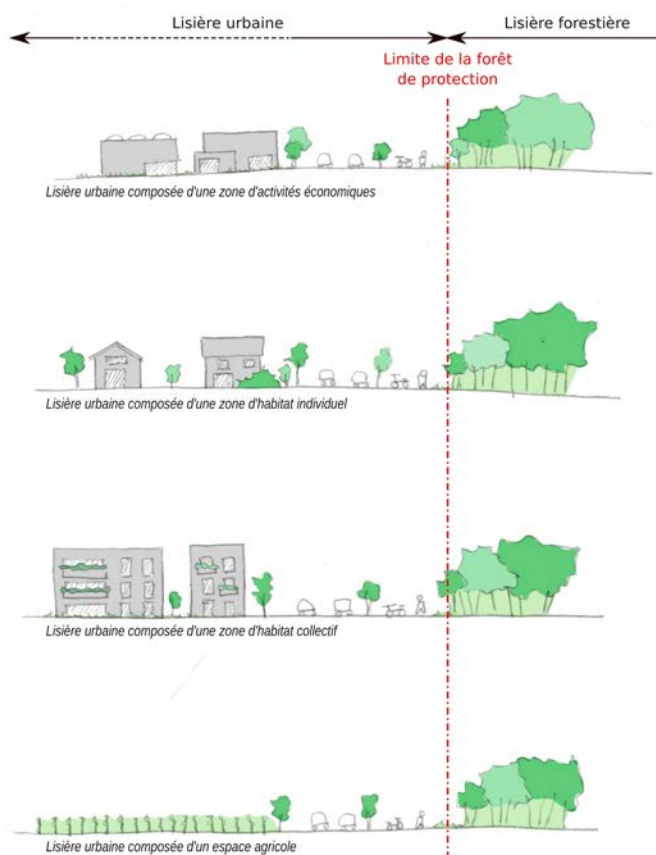 Lisière urbaine
Lisière forestière
Limite de la forêt
de protection
Lisière urbaine composée d'une zone d'activités économiques
Lisière urbaine composée d'une zone d'habitat individuel
Lisière urbaine composée d'une zone d'habitat collectif
Lisière urbaine composée d'un espace agricole